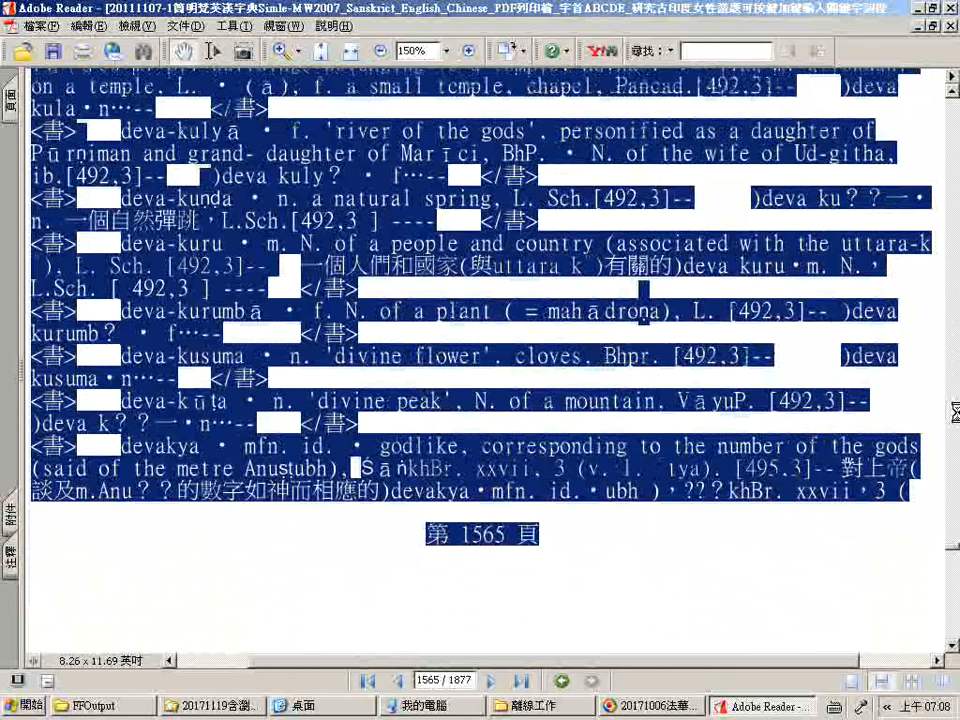 Adobe Reader - [20111107-1簡明梵英漢字典Simle-MW2007_Sanskrict_English_Chinese_PDF列印檔_字首ABCDE_研究古印度女性議題可按
檔案(F) 編輯(E) 檢視(V) 文件(D) 工具(T) 視窗(W) 說明(H)
150% 尋找：
on a temple, L. • (ā), f. a small temple, chapel, Pancad.[492,3]-- )deva
kula • n…-- </書>
<書> deva-kulyā • f. 'river of the gods', personified as a daughter of
Pūrṇiman and grand- daughter of Marīci, BhP. • N. of the wife of Ud-githa,
ib.[492,3]-- )deva kuly? • f…-- </書>
<書> deva-kuṇḍa • n. a natural spring, L. Sch.[492,3]-- )deva ku？？一•
n. 一個自然彈跳，L.Sch.[492,3 ] ---- </書>
<書> deva-kuru • m. N. of a people and country (associated with the uttara-k
), L. Sch. [492,3]-- 一個人們和國家(與uttara k )有關的)deva kuru•m. N.，
L.Sch. [ 492,3 ] ---- </書>
<書> deva-kurumbā • f. N. of a plant ( = mahādroṇa), L. [492,3]-- )deva
kurumb? • f…-- </書>
<書> deva-kusuma • n. 'divine flower', cloves, Bhpr. [492,3]-- )deva
kusuma•n…-- </書>
<書> deva-kūṭa • n. 'divine peak', N. of a mountain, VāyuP. [492,3]--
)deva k？？一•n…-- </書>
<書> devakya • mfn. id. • godlike, corresponding to the number of the gods
(said of the metre Anuṣṭubh), ŚāṅkhBr. xxvii, 3 (v. l. ˚tya). [495,3]-- 對上帝(
談及m.Anu？？的數字如神而相應的)devakya•mfn. id.•ubh )，???khBr. xxvii，3 (
第 1565 頁
頁面
附件
注釋
8.26 x 11.69 英吋
1565 / 1877
開始 FFOutput 20171119含瀏... 桌面 我的電腦 離線工作 20171006法華... Adobe Reader - ... 上午 07:08